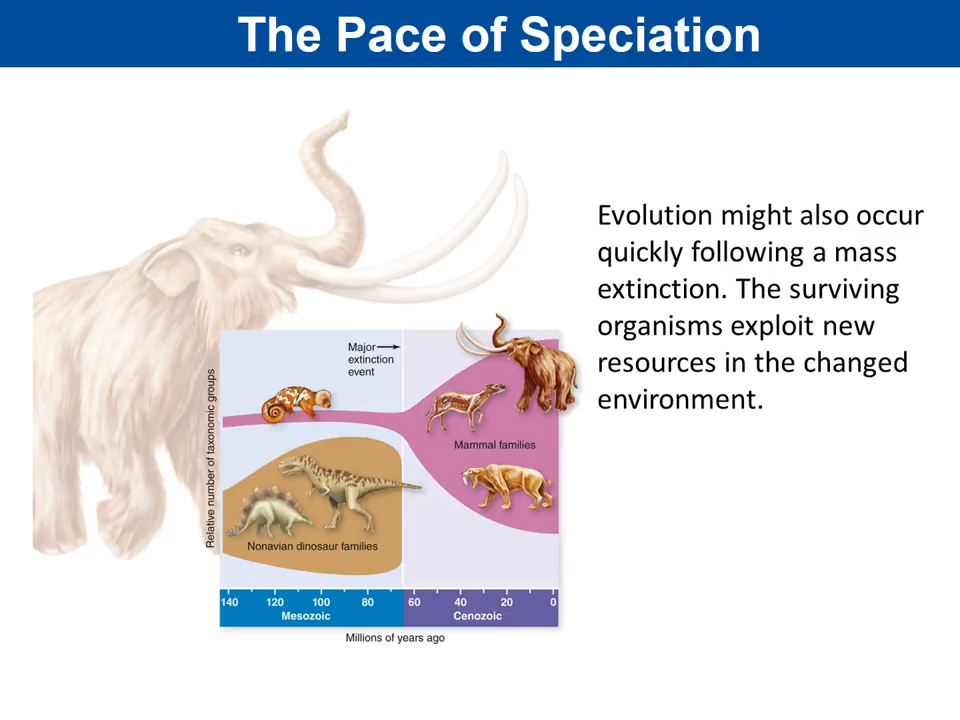 The Pace of Speciation
Evolution might also occur
quickly following a mass
extinction. The surviving
organisms exploit new
resources in the changed
environment.
Relative number of taxonomic groups
Major
extinction
event
Mammal families
Nonavian dinosaur families
140 120 100 80 60 40 20 0
Mesozoic Cenozoic
Millions of years ago